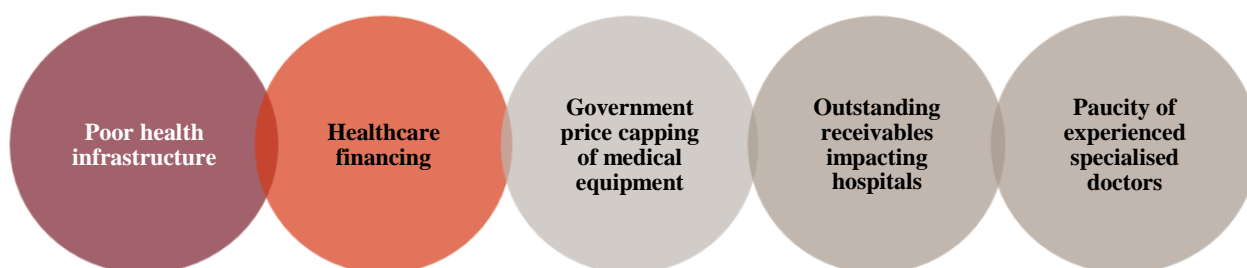 Poor health
infrastructure
Healthcare
financing
Government
price capping
of medical
equipment
Outstanding
receivables
impacting
hospitals
Paucity of
experienced
specialised
doctors